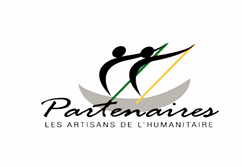 Partenaires
LES ARTISANS DE L'HUMANITAIRE